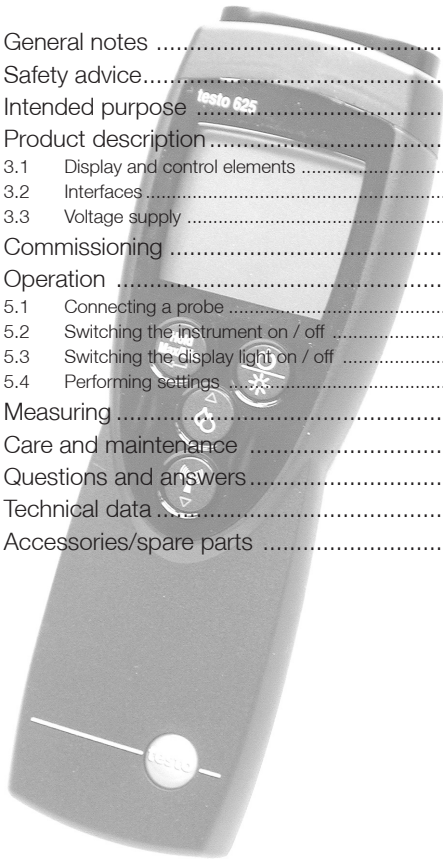 General notes ............................................
Safety advice............................................
testo 625
Intended purpose ............................................
Product description............................................
3.1 Display and control elements ............................................
3.2 Interfaces............................................
3.3 Voltage supply ............................................
Commissioning ............................................
Operation ............................................
5.1 Connecting a probe ............................................
5.2 Switching the instrument on / off ............................................
5.3 Switching the display light on / off ............................................
5.4 Performing settings ............................................
Measuring ............................................
Care and maintenance ............................................
Questions and answers............................................
Technical data ............................................
Accessories/spare parts ............................................
testo